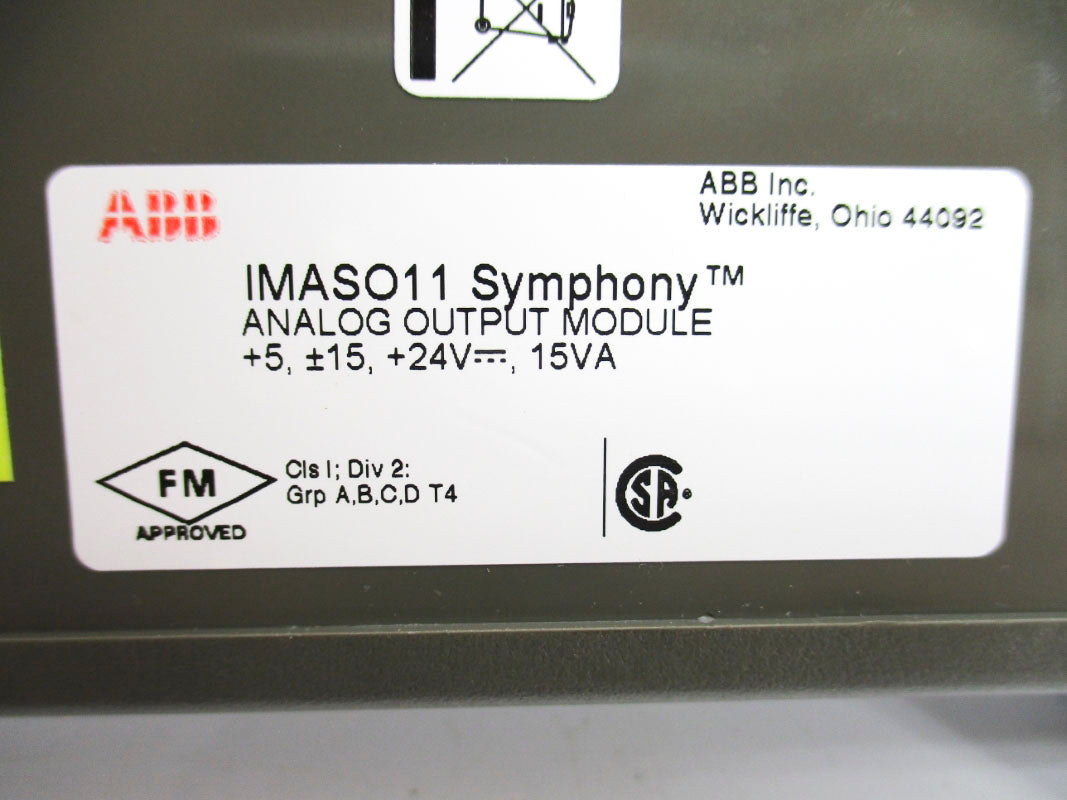 ABB
ABB Inc.
Wickliffe, Ohio 44092
IMASO11 Symphony™
ANALOG OUTPUT MODULE
+5, ±15, +24V⎓, 15VA
FM
APPROVED
Cls I; Div 2:
Grp A,B,C,D T4
CSA®